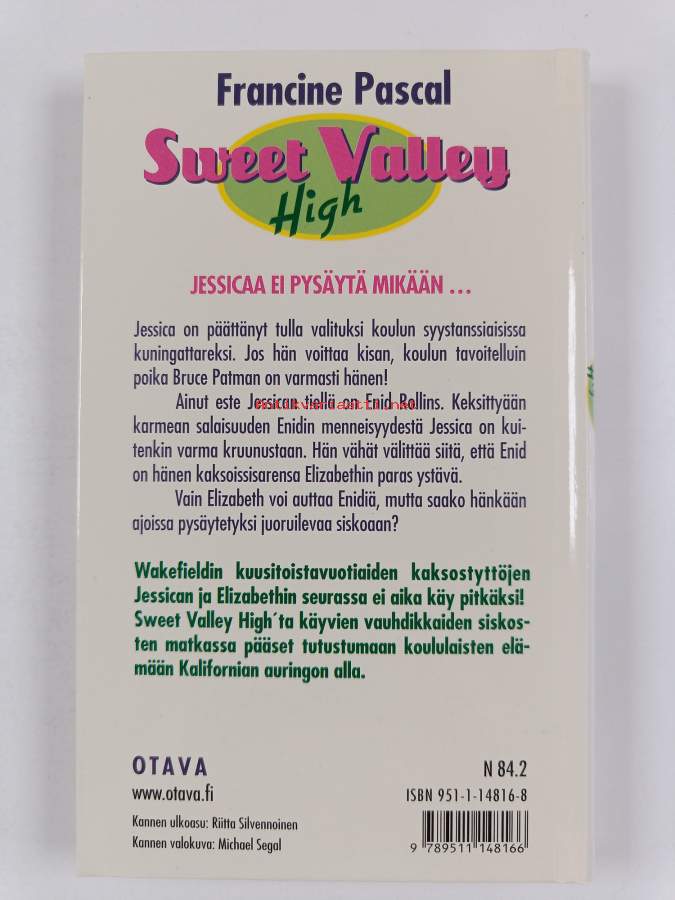 Francine Pascal
Sweet Valley
High
JESSICAA EI PYSÄYTÄ MIKÄÄN ...
Jessica on päättänyt tulla valituksi koulun syystanssiaisissa
kuningattareksi. Jos hän voittaa kisan, koulun tavoitelluin
poika Bruce Patman on varmasti hänen!
Ainut este Jessican tiellä on Enid Rollins. Keksittyään
antikvariaatti.net
karmean salaisuuden Enidin menneisyydestä Jessica on kui-
tenkin varma kruunustaan. Hän vähät välittää siitä, että Enid
on hänen kaksoissisarensa Elizabethin paras ystävä.
Vain Elizabeth voi auttaa Enidiä, mutta saako hänkään
ajoissa pysäytetyksi juoruilevaa siskoaan?
Wakefieldin kuusitoistavuotiaiden kaksostyttöjen
Jessican ja Elizabethin seurassa ei aika käy pitkäksi!
Sweet Valley High´ta käyvien vauhdikkaiden siskos-
ten matkassa pääset tutustumaan koululaisten elä-
mään Kalifornian auringon alla.
OTAVA
www.otava.fi
Kannen ulkoasu: Riitta Silvennoinen
Kannen valokuva: Michael Segal
N 84.2
ISBN 951-1-14816-8
9 789511 148166